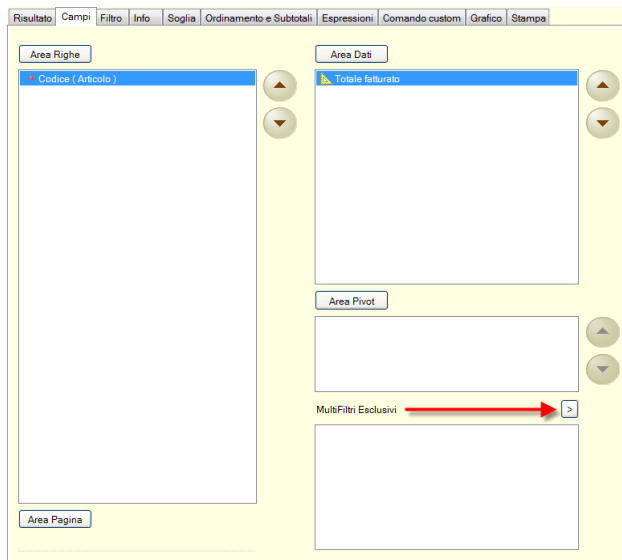 Risultato Campi Filtro Info Soglia Ordinamento e Subtotali Espressioni Comando custom Grafico Stampa
Area Righe
Codice ( Articolo )
Area Dati
Totale fatturato
Area Pivot
MultiFiltri Esclusivi >
Area Pagina